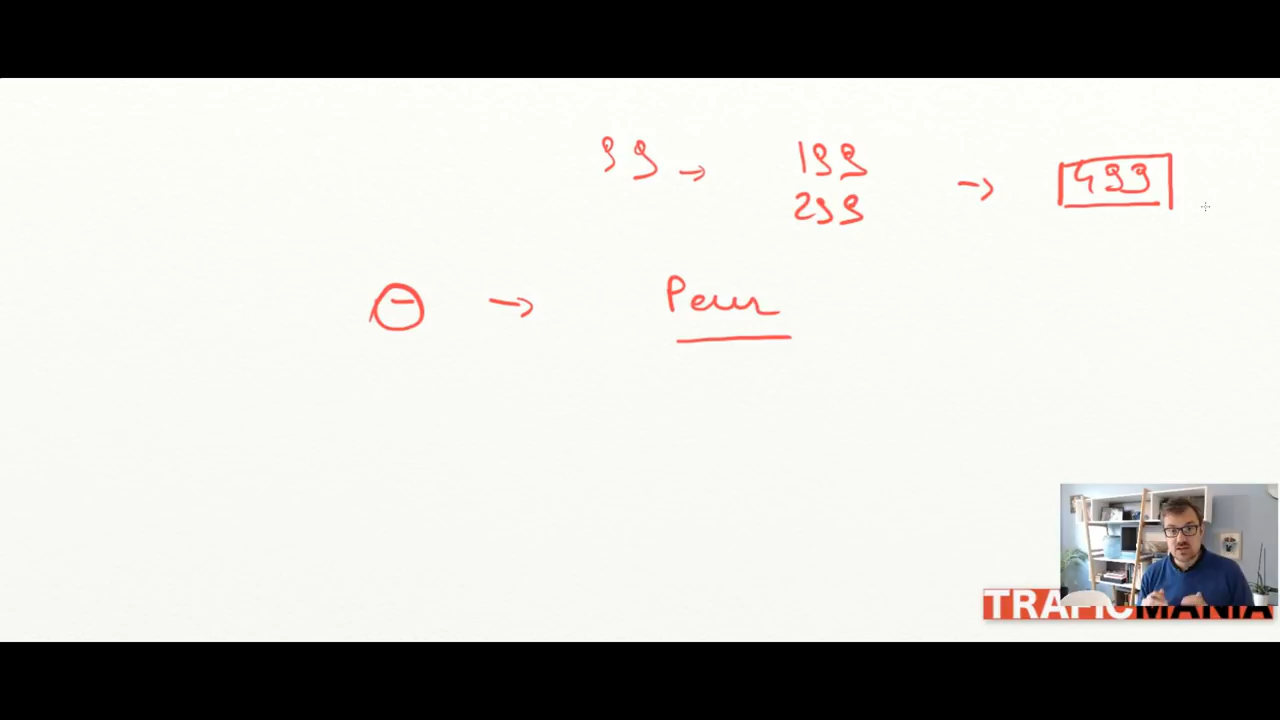 99 → 199 → 499
299
⊖ → Peur
TRAFICMANIA